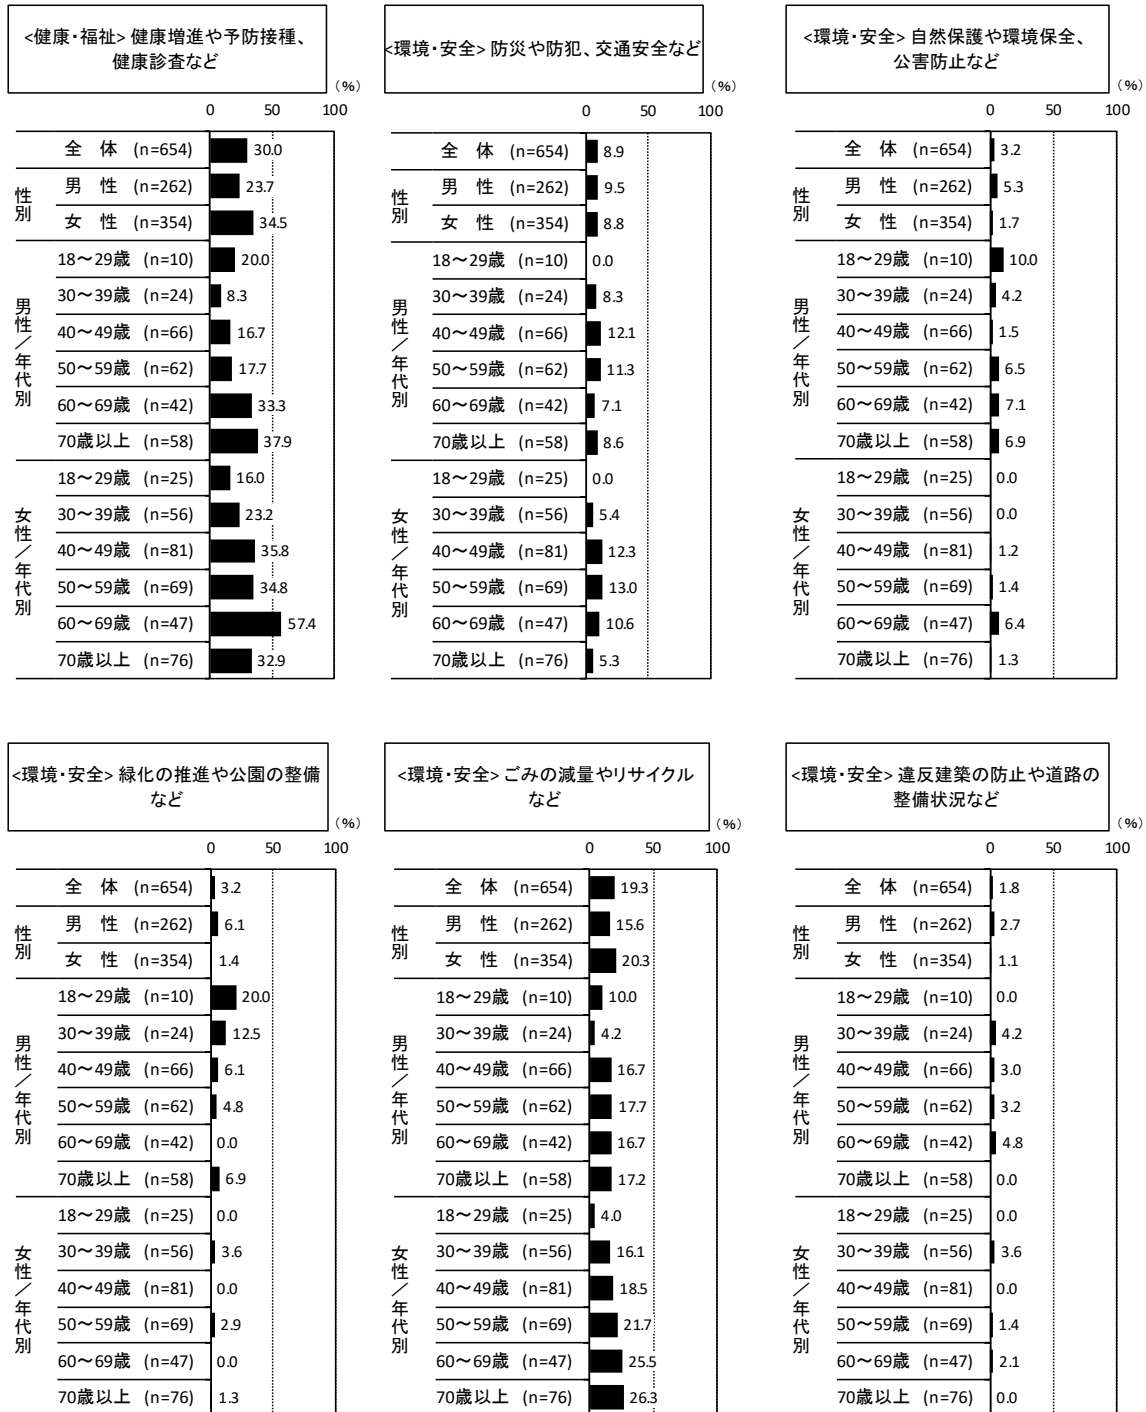 <健康・福祉> 健康増進や予防接種、
健康診査など
(%)
0 50 100
全 体 (n=654) 30.0
性別
男 性 (n=262) 23.7
女 性 (n=354) 34.5
男性／年代別
18～29歳 (n=10) 20.0
30～39歳 (n=24) 8.3
40～49歳 (n=66) 16.7
50～59歳 (n=62) 17.7
60～69歳 (n=42) 33.3
70歳以上 (n=58) 37.9
女性／年代別
18～29歳 (n=25) 16.0
30～39歳 (n=56) 23.2
40～49歳 (n=81) 35.8
50～59歳 (n=69) 34.8
60～69歳 (n=47) 57.4
70歳以上 (n=76) 32.9
<環境・安全> 防災や防犯、交通安全など
(%)
0 50 100
全 体 (n=654) 8.9
性別
男 性 (n=262) 9.5
女 性 (n=354) 8.8
男性／年代別
18～29歳 (n=10) 0.0
30～39歳 (n=24) 8.3
40～49歳 (n=66) 12.1
50～59歳 (n=62) 11.3
60～69歳 (n=42) 7.1
70歳以上 (n=58) 8.6
女性／年代別
18～29歳 (n=25) 0.0
30～39歳 (n=56) 5.4
40～49歳 (n=81) 12.3
50～59歳 (n=69) 13.0
60～69歳 (n=47) 10.6
70歳以上 (n=76) 5.3
<環境・安全> 自然保護や環境保全、
公害防止など
(%)
0 50 100
全 体 (n=654) 3.2
性別
男 性 (n=262) 5.3
女 性 (n=354) 1.7
男性／年代別
18～29歳 (n=10) 10.0
30～39歳 (n=24) 4.2
40～49歳 (n=66) 1.5
50～59歳 (n=62) 6.5
60～69歳 (n=42) 7.1
70歳以上 (n=58) 6.9
女性／年代別
18～29歳 (n=25) 0.0
30～39歳 (n=56) 0.0
40～49歳 (n=81) 1.2
50～59歳 (n=69) 1.4
60～69歳 (n=47) 6.4
70歳以上 (n=76) 1.3
<環境・安全> 緑化の推進や公園の整備
など
(%)
0 50 100
全 体 (n=654) 3.2
性別
男 性 (n=262) 6.1
女 性 (n=354) 1.4
男性／年代別
18～29歳 (n=10) 20.0
30～39歳 (n=24) 12.5
40～49歳 (n=66) 6.1
50～59歳 (n=62) 4.8
60～69歳 (n=42) 0.0
70歳以上 (n=58) 6.9
女性／年代別
18～29歳 (n=25) 0.0
30～39歳 (n=56) 3.6
40～49歳 (n=81) 0.0
50～59歳 (n=69) 2.9
60～69歳 (n=47) 0.0
70歳以上 (n=76) 1.3
<環境・安全> ごみの減量やリサイクル
など
(%)
0 50 100
全 体 (n=654) 19.3
性別
男 性 (n=262) 15.6
女 性 (n=354) 20.3
男性／年代別
18～29歳 (n=10) 10.0
30～39歳 (n=24) 4.2
40～49歳 (n=66) 16.7
50～59歳 (n=62) 17.7
60～69歳 (n=42) 16.7
70歳以上 (n=58) 17.2
女性／年代別
18～29歳 (n=25) 4.0
30～39歳 (n=56) 16.1
40～49歳 (n=81) 18.5
50～59歳 (n=69) 21.7
60～69歳 (n=47) 25.5
70歳以上 (n=76) 26.3
<環境・安全> 違反建築の防止や道路の
整備状況など
(%)
0 50 100
全 体 (n=654) 1.8
性別
男 性 (n=262) 2.7
女 性 (n=354) 1.1
男性／年代別
18～29歳 (n=10) 0.0
30～39歳 (n=24) 4.2
40～49歳 (n=66) 3.0
50～59歳 (n=62) 3.2
60～69歳 (n=42) 4.8
70歳以上 (n=58) 0.0
女性／年代別
18～29歳 (n=25) 0.0
30～39歳 (n=56) 3.6
40～49歳 (n=81) 0.0
50～59歳 (n=69) 1.4
60～69歳 (n=47) 2.1
70歳以上 (n=76) 0.0